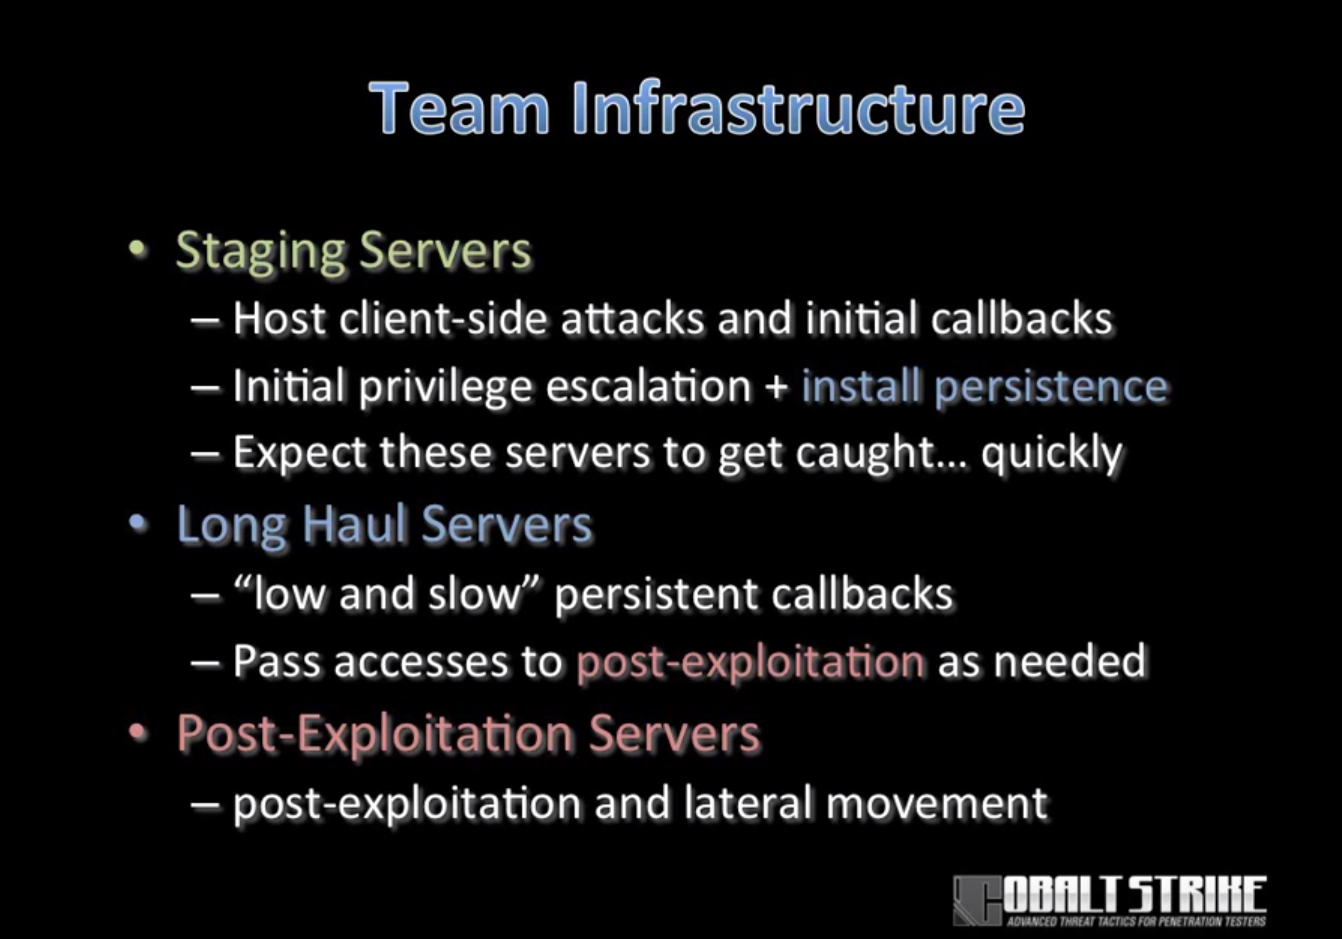 Team Infrastructure
• Staging Servers
– Host client-side attacks and initial callbacks
– Initial privilege escalation + install persistence
– Expect these servers to get caught... quickly
• Long Haul Servers
– “low and slow” persistent callbacks
– Pass accesses to post-exploitation as needed
• Post-Exploitation Servers
– post-exploitation and lateral movement
COBALT STRIKE
ADVANCED THREAT TACTICS FOR PENETRATION TESTERS